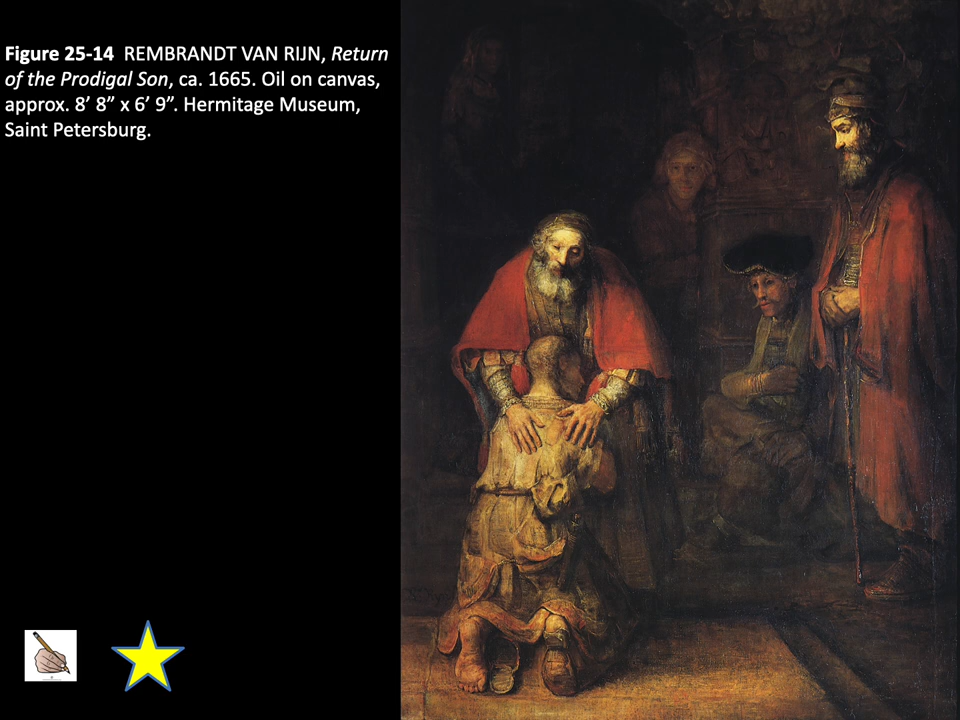 Figure 25-14 REMBRANDT VAN RIJN, Return
of the Prodigal Son, ca. 1665. Oil on canvas,
approx. 8’ 8” x 6’ 9”. Hermitage Museum,
Saint Petersburg.